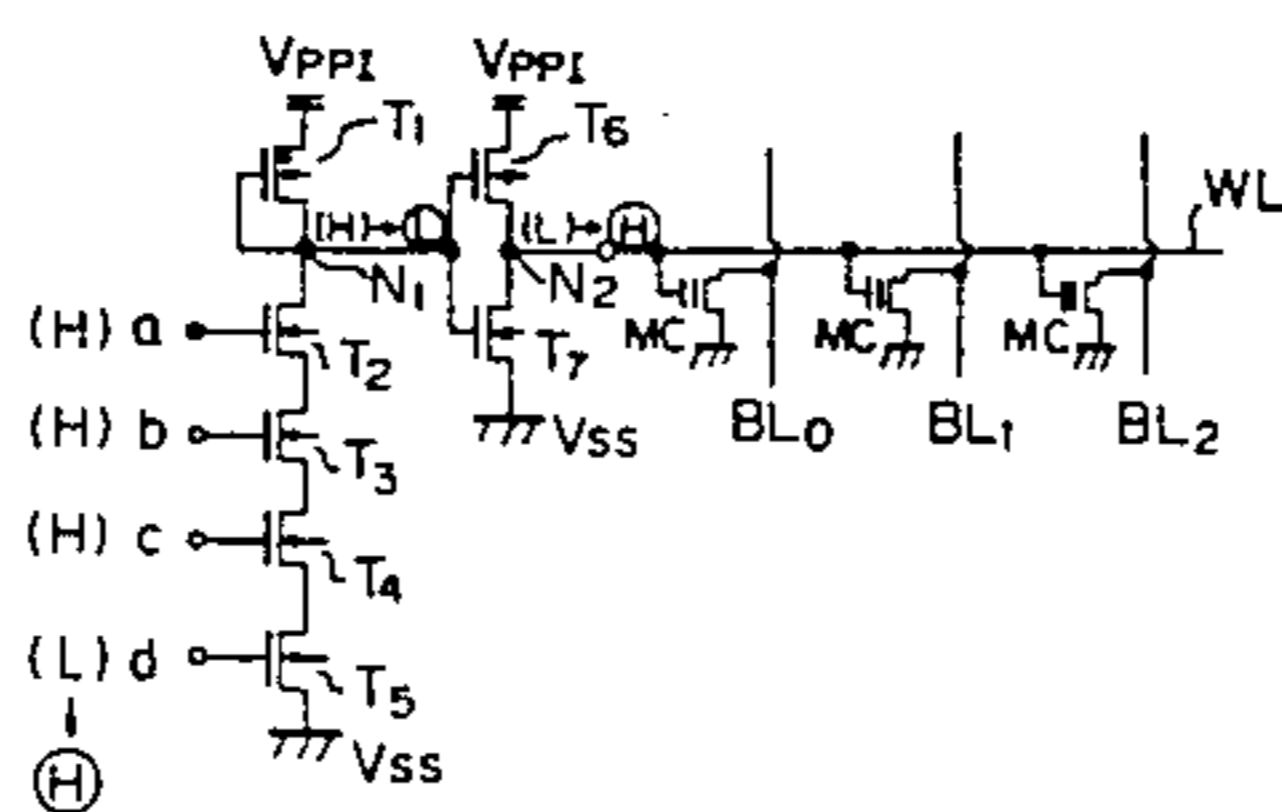 VPPI VPPI
T1 T6
(H)→Ⓛ (L)→Ⓗ WL
N1 N2
(H) a T2 T7 MC MC MC
(H) b T3 VSS BL0 BL1 BL2
(H) c T4
(L) d T5
↓
Ⓗ VSS